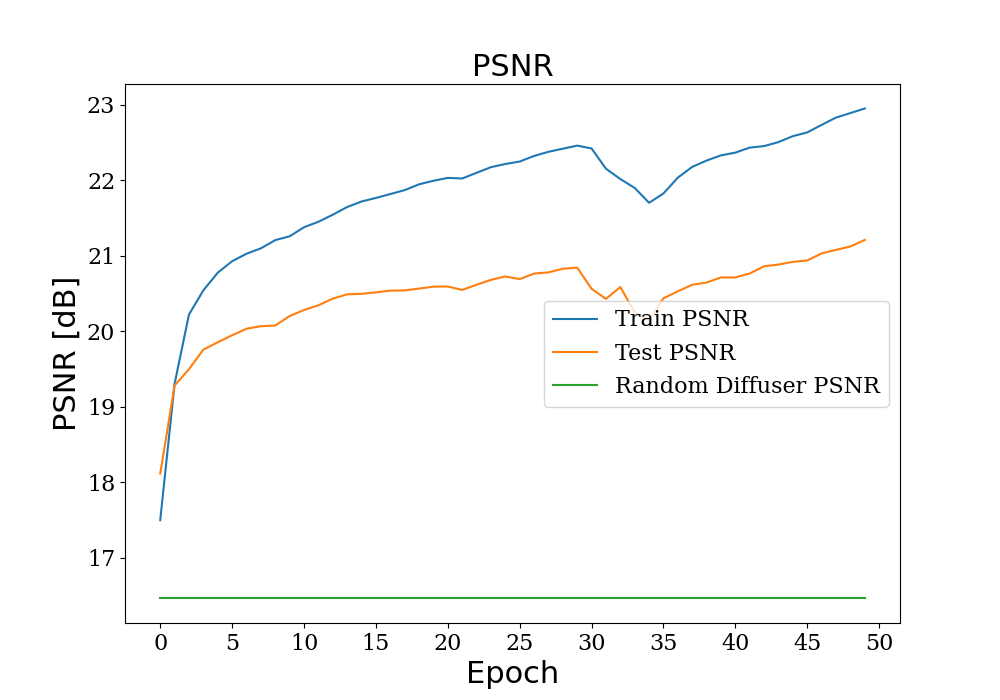 PSNR
23
22
21
20
19
18
17
PSNR [dB]
Train PSNR
Test PSNR
Random Diffuser PSNR
0 5 10 15 20 25 30 35 40 45 50
Epoch